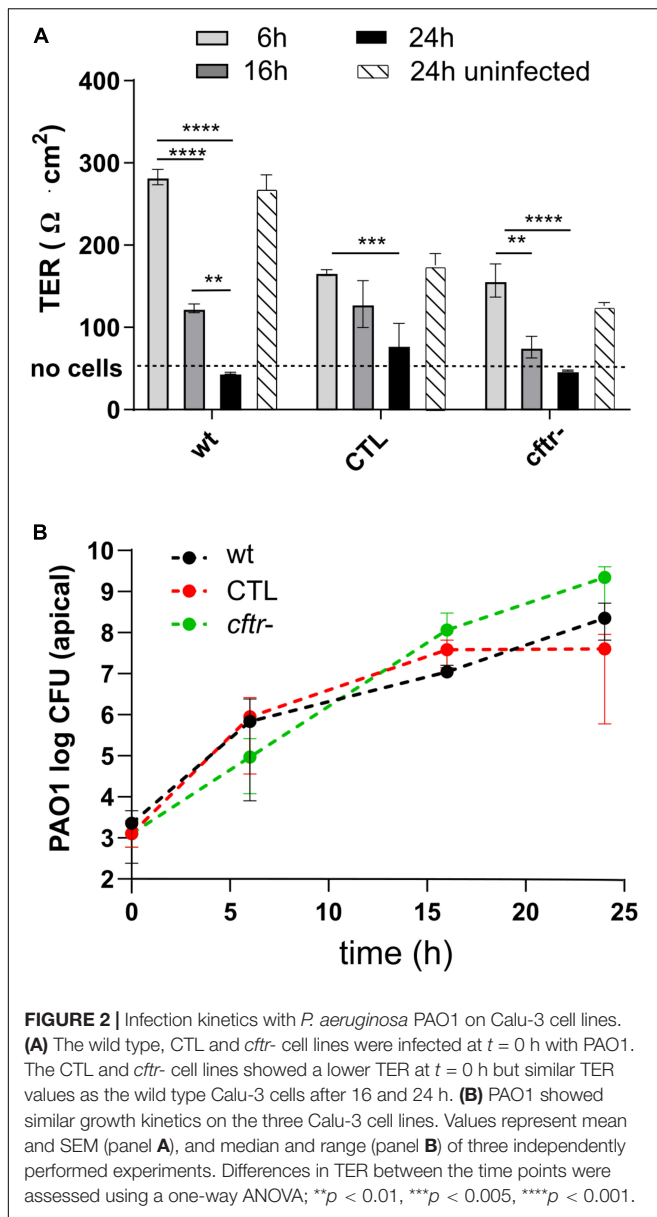 A
6h
24h
16h
24h uninfected
400
300
200
100
0
TER ( Ω · cm²)
no cells
****
****
**
***
****
**
wt
CTL
cftr-
B
wt
CTL
cftr-
10
9
8
7
6
5
4
3
2
PAO1 log CFU (apical)
0
5
10
15
20
25
time (h)
FIGURE 2 | Infection kinetics with P. aeruginosa PAO1 on Calu-3 cell lines.
(A) The wild type, CTL and cftr- cell lines were infected at t = 0 h with PAO1.
The CTL and cftr- cell lines showed a lower TER at t = 0 h but similar TER
values as the wild type Calu-3 cells after 16 and 24 h. (B) PAO1 showed
similar growth kinetics on the three Calu-3 cell lines. Values represent mean
and SEM (panel A), and median and range (panel B) of three independently
performed experiments. Differences in TER between the time points were
assessed using a one-way ANOVA; **p < 0.01, ***p < 0.005, ****p < 0.001.